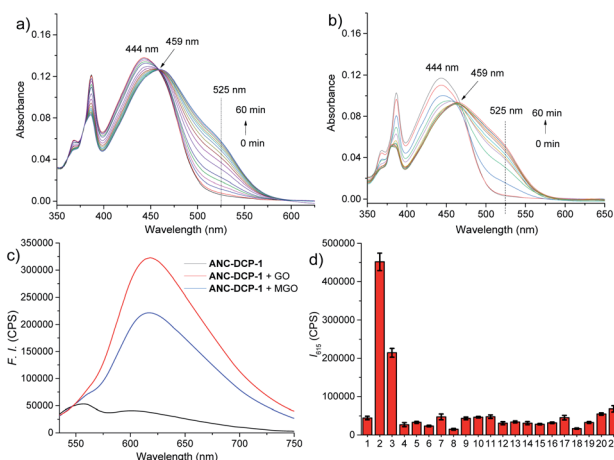 a)
444 nm
459 nm
525 nm
60 min
0 min
0.16
0.12
0.08
0.04
0.00
Absorbance
350 400 450 500 550 600
Wavelength (nm)
b)
444 nm
459 nm
525 nm
60 min
0 min
0.16
0.12
0.08
0.04
0.00
Absorbance
350 400 450 500 550 600 650
Wavelength (nm)
c)
ANC-DCP-1
ANC-DCP-1 + GO
ANC-DCP-1 + MGO
350000
300000
250000
200000
150000
100000
50000
0
F. I. (CPS)
550 600 650 700 750
Wavelength (nm)
d)
500000
400000
300000
200000
100000
0
I615 (CPS)
1 2 3 4 5 6 7 8 9 10 11 12 13 14 15 16 17 18 19 20